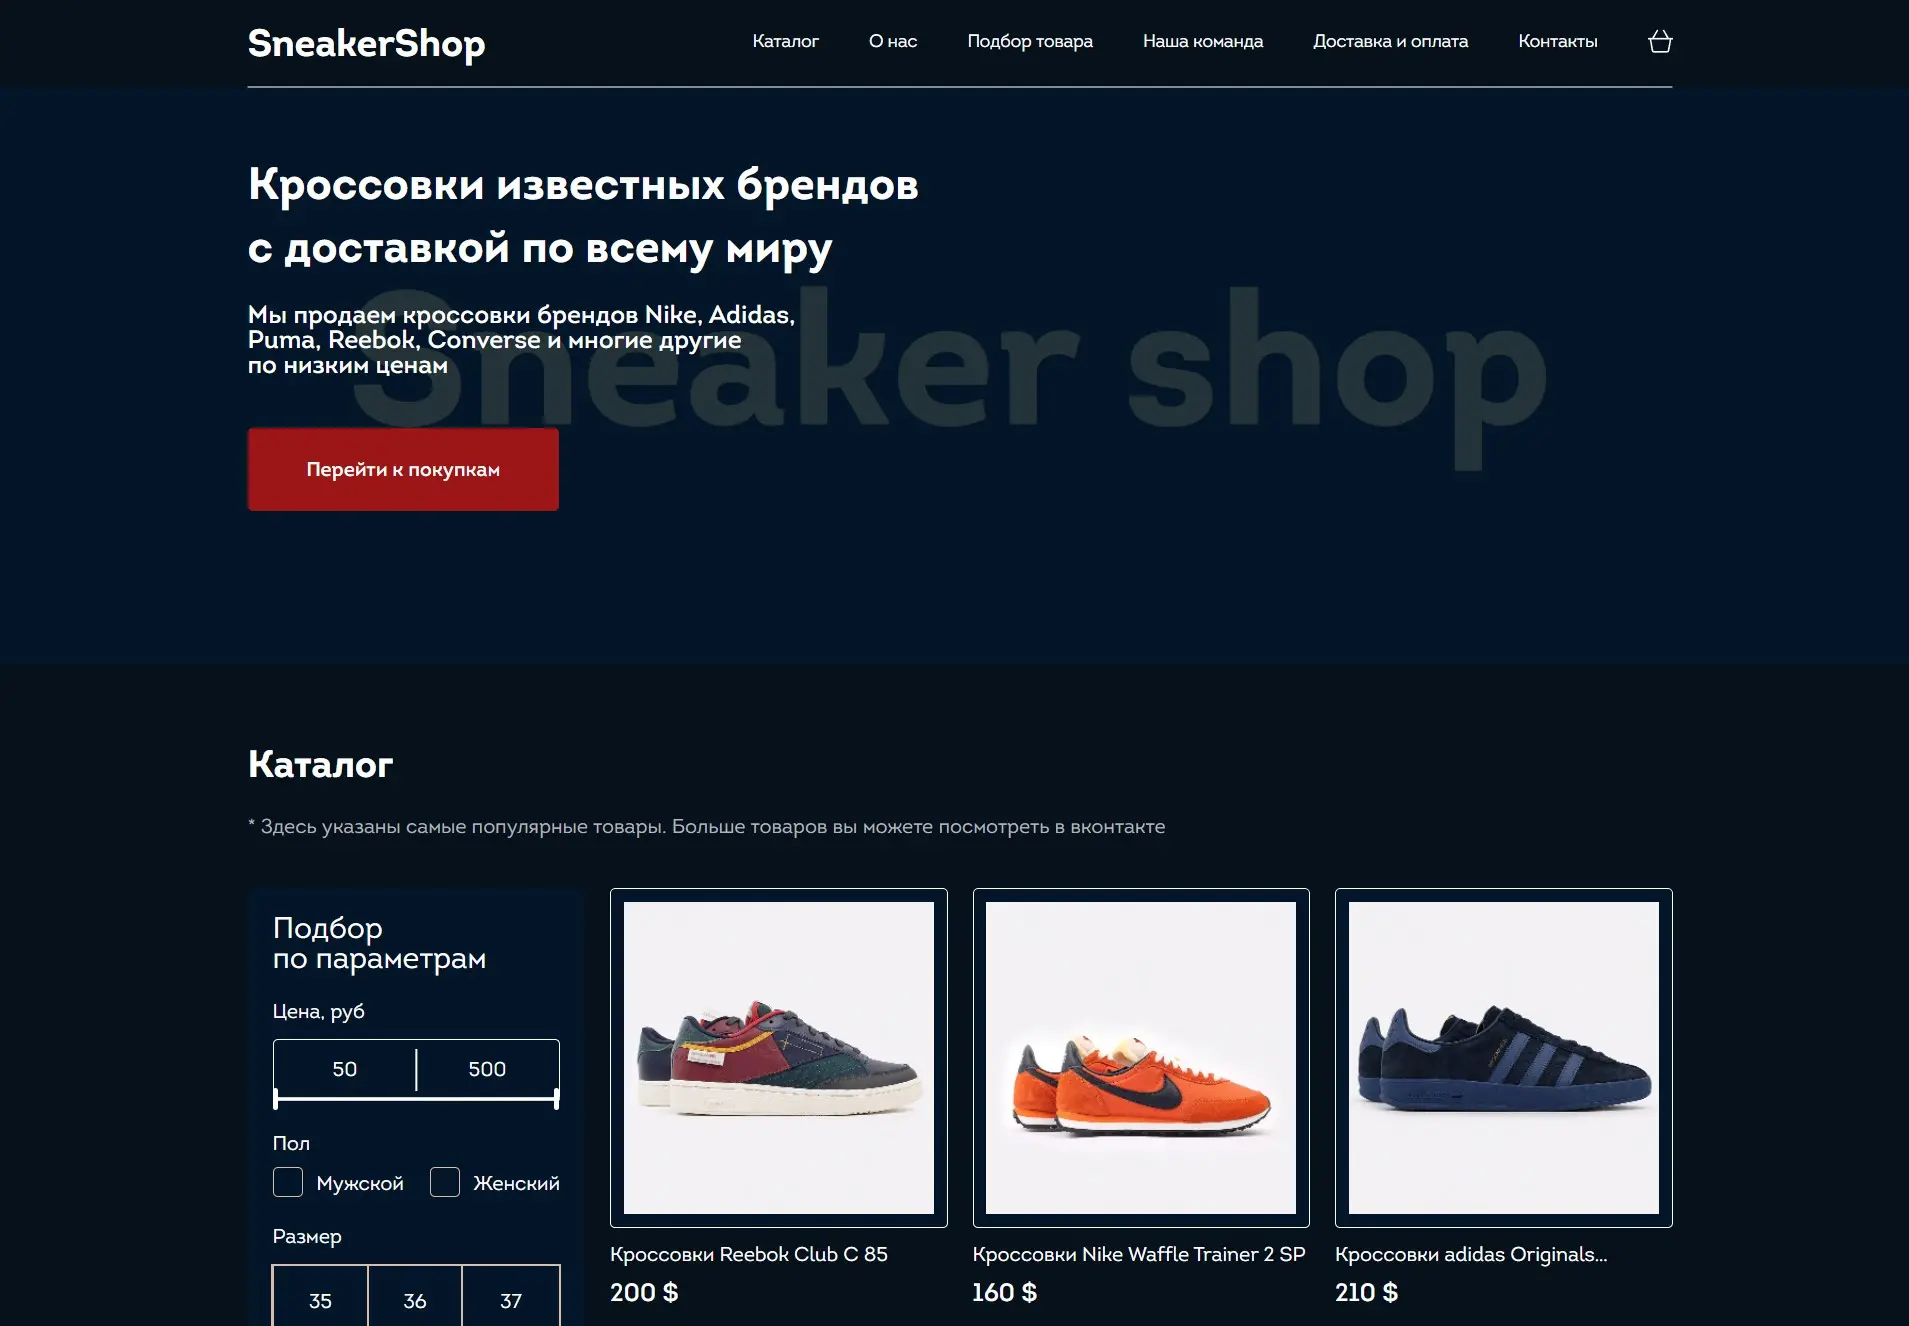 SneakerShop
Каталог
О нас
Подбор товара
Наша команда
Доставка и оплата
Контакты
Кроссовки известных брендов
с доставкой по всему миру
Sneaker shop
Мы продаем кроссовки брендов Nike, Adidas,
Puma, Reebok, Converse и многие другие
по низким ценам
Перейти к покупкам
Каталог
* Здесь указаны самые популярные товары. Больше товаров вы можете посмотреть в вконтакте
Подбор
по параметрам
Цена, руб
50
500
Пол
Мужской
Женский
Размер
35
36
37
Кроссовки Reebok Club C 85
200 $
Кроссовки Nike Waffle Trainer 2 SP
160 $
Кроссовки adidas Originals...
210 $